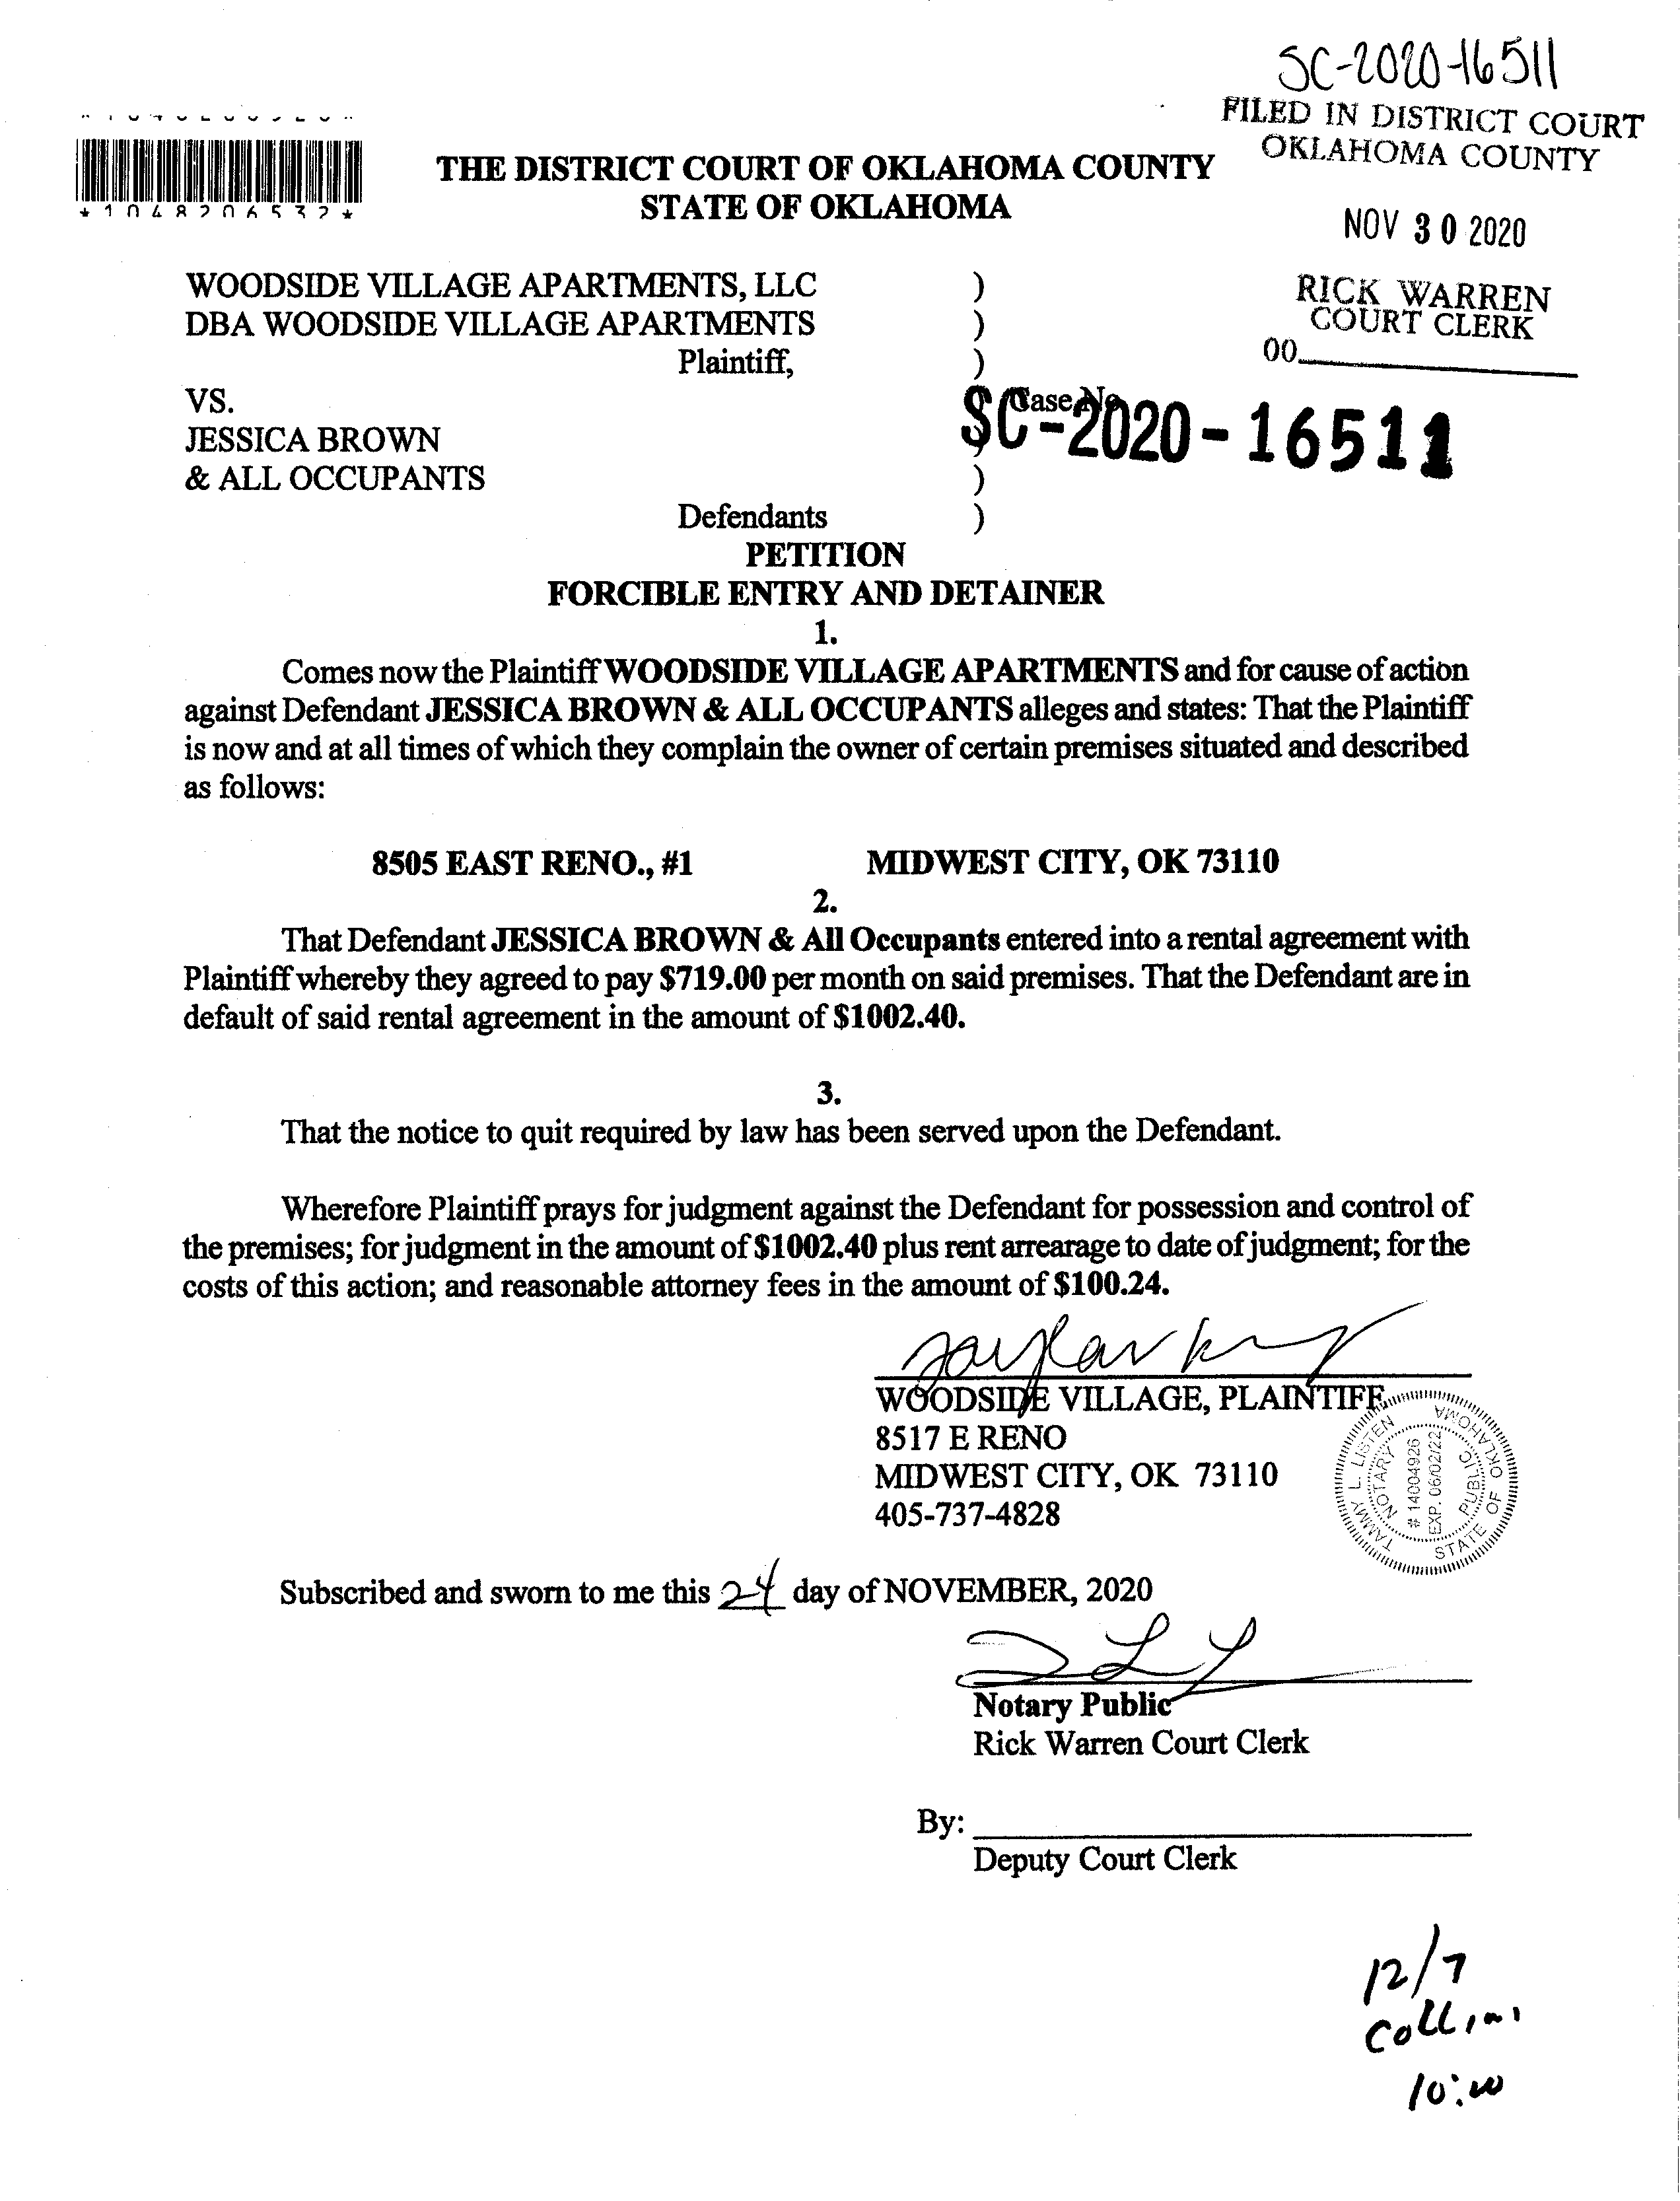 SC-2020-16511
FILED IN DISTRICT COURT
OKLAHOMA COUNTY
NOV 30 2020
RICK WARREN
COURT CLERK
00
*1048206532*
THE DISTRICT COURT OF OKLAHOMA COUNTY
STATE OF OKLAHOMA
WOODSIDE VILLAGE APARTMENTS, LLC )
DBA WOODSIDE VILLAGE APARTMENTS )
Plaintiff, )
VS. Case No.
SC-2020-16511
JESSICA BROWN )
& ALL OCCUPANTS )
Defendants )
PETITION
FORCIBLE ENTRY AND DETAINER
1.
Comes now the Plaintiff WOODSIDE VILLAGE APARTMENTS and for cause of action
against Defendant JESSICA BROWN & ALL OCCUPANTS alleges and states: That the Plaintiff
is now and at all times of which they complain the owner of certain premises situated and described
as follows:
8505 EAST RENO., #1 MIDWEST CITY, OK 73110
2.
That Defendant JESSICA BROWN & All Occupants entered into a rental agreement with
Plaintiff whereby they agreed to pay $719.00 per month on said premises. That the Defendant are in
default of said rental agreement in the amount of $1002.40.
3.
That the notice to quit required by law has been served upon the Defendant.
Wherefore Plaintiff prays for judgment against the Defendant for possession and control of
the premises; for judgment in the amount of $1002.40 plus rent arrearage to date of judgment; for the
costs of this action; and reasonable attorney fees in the amount of $100.24.
WOODSIDE VILLAGE, PLAINTIFF
8517 E RENO
MIDWEST CITY, OK 73110
405-737-4828
TAMMY L. LISTEN
NOTARY PUBLIC
# 14004926
EXP. 06/02/22
STATE OF OKLAHOMA
Subscribed and sworn to me this 24 day of NOVEMBER, 2020
Notary Public
Rick Warren Court Clerk
By:
Deputy Court Clerk
12/7
Collins
10:00